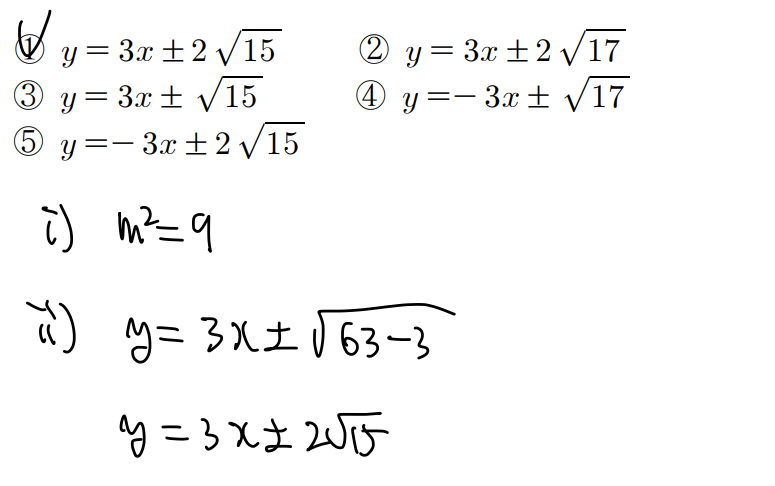 ① y = 3x ± 2√15 ② y = 3x ± 2√17
③ y = 3x ± √15 ④ y = −3x ± √17
⑤ y = −3x ± 2√15
i) m² = 9
ii) y = 3x ± √63−3
y = 3x ± 2√15